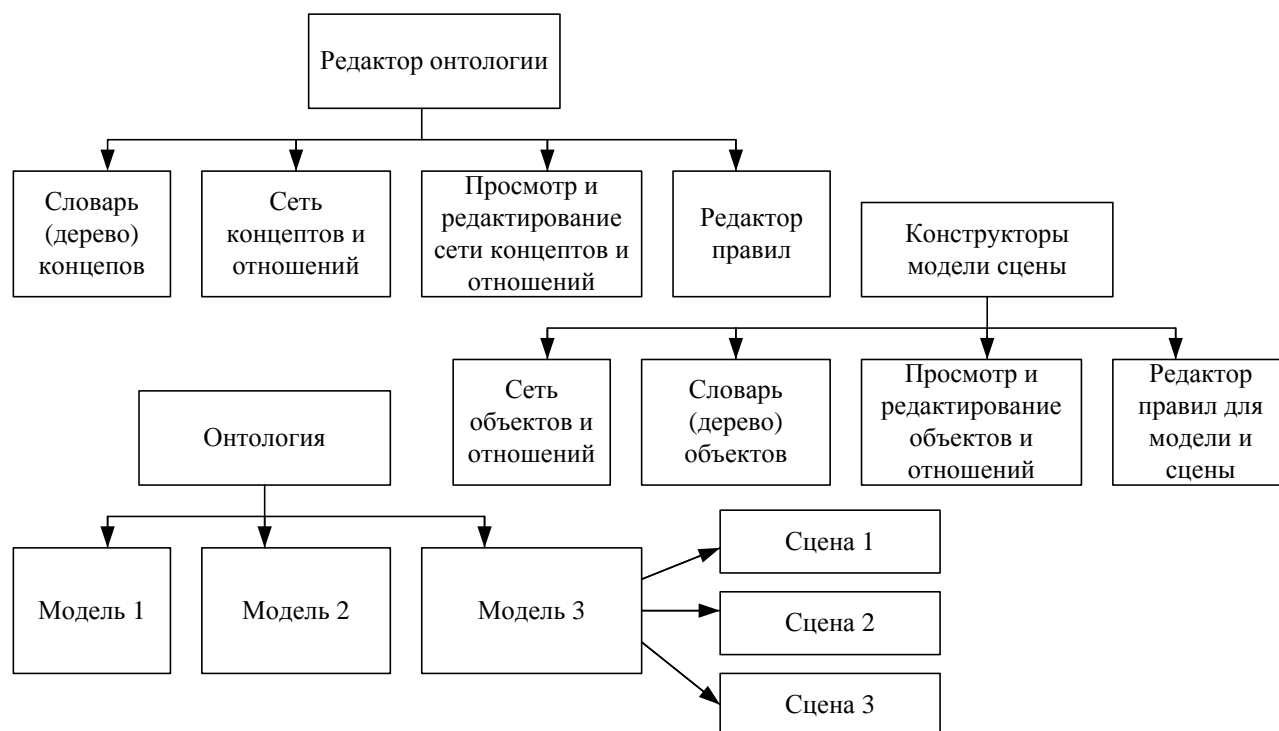 Редактор онтологии
Словарь
(дерево)
концепов
Сеть
концептов и
отношений
Просмотр и
редактирование
сети концептов и
отношений
Редактор
правил
Конструкторы
модели сцены
Сеть
объектов и
отношений
Словарь
(дерево)
объектов
Просмотр и
редактирование
объектов и
отношений
Редактор
правил для
модели и
сцены
Онтология
Модель 1
Модель 2
Модель 3
Сцена 1
Сцена 2
Сцена 3